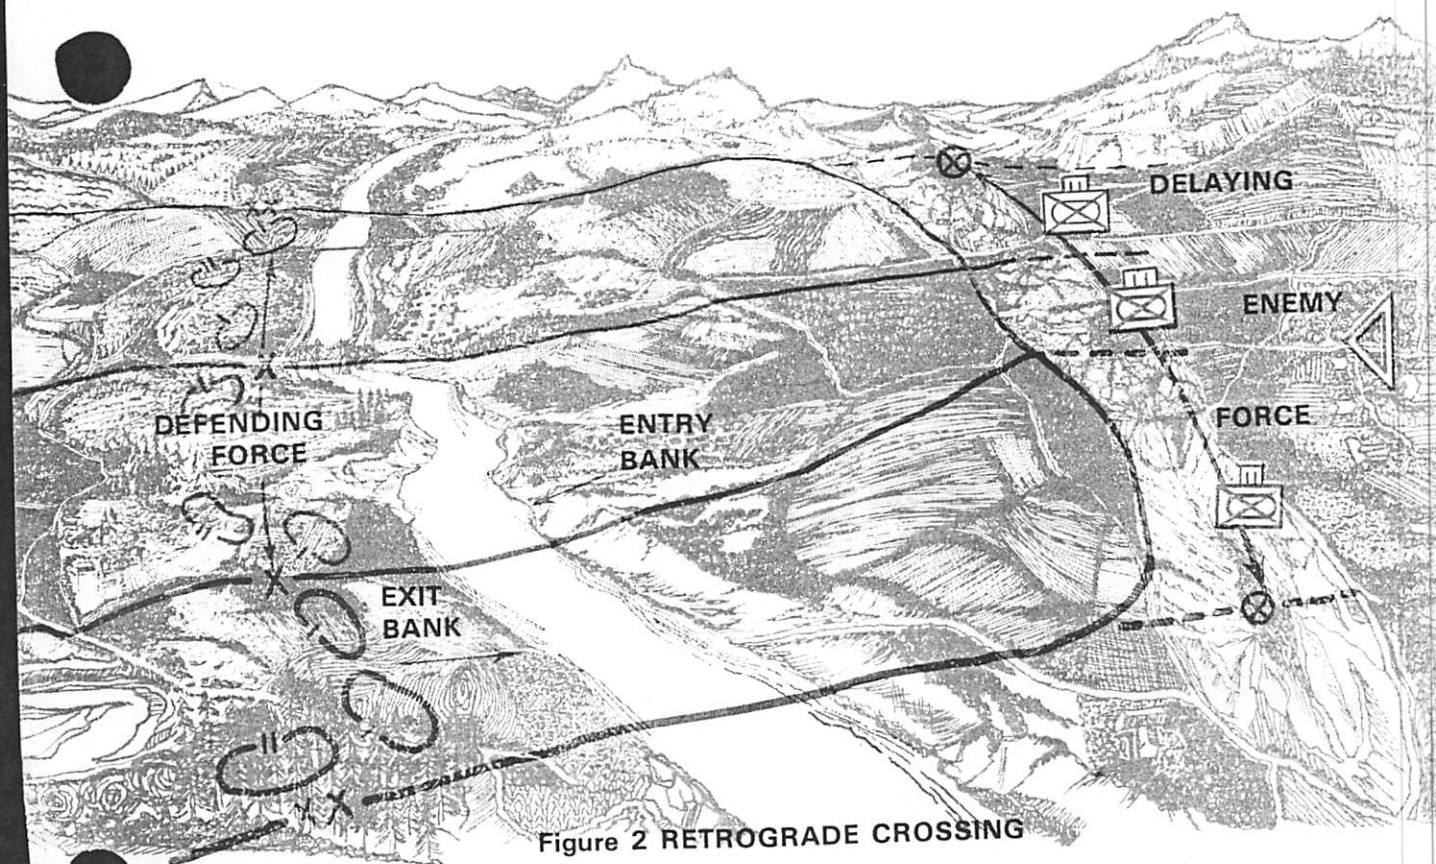 DELAYING
ENEMY
FORCE
DEFENDING
FORCE
ENTRY
BANK
EXIT
BANK
Figure 2 RETROGRADE CROSSING